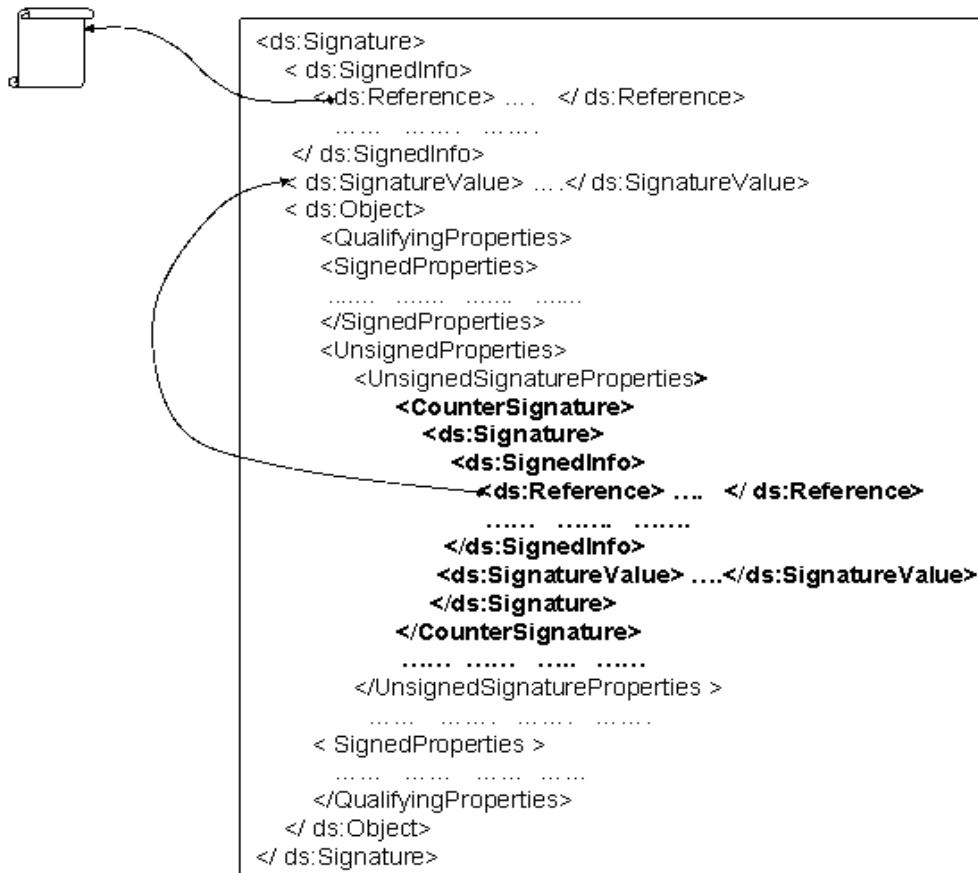 <ds:Signature>
< ds:SignedInfo>
< ds:Reference> .... </ ds:Reference>
...... ....... .......
</ ds:SignedInfo>
< ds:SignatureValue> ....</ ds:SignatureValue>
< ds:Object>
<QualifyingProperties>
<SignedProperties>
....... ....... ....... .......
</SignedProperties>
<UnsignedProperties>
<UnsignedSignatureProperties>
<CounterSignature>
<ds:Signature>
<ds:SignedInfo>
<ds:Reference> .... </ ds:Reference>
...... ....... .......
</ds:SignedInfo>
<ds:SignatureValue> ....</ds:SignatureValue>
</ds:Signature>
</CounterSignature>
...... ...... ..... ......
</UnsignedSignatureProperties >
...... ....... ....... .......
< SignedProperties >
...... ...... ...... ......
</QualifyingProperties>
</ ds:Object>
</ ds:Signature>